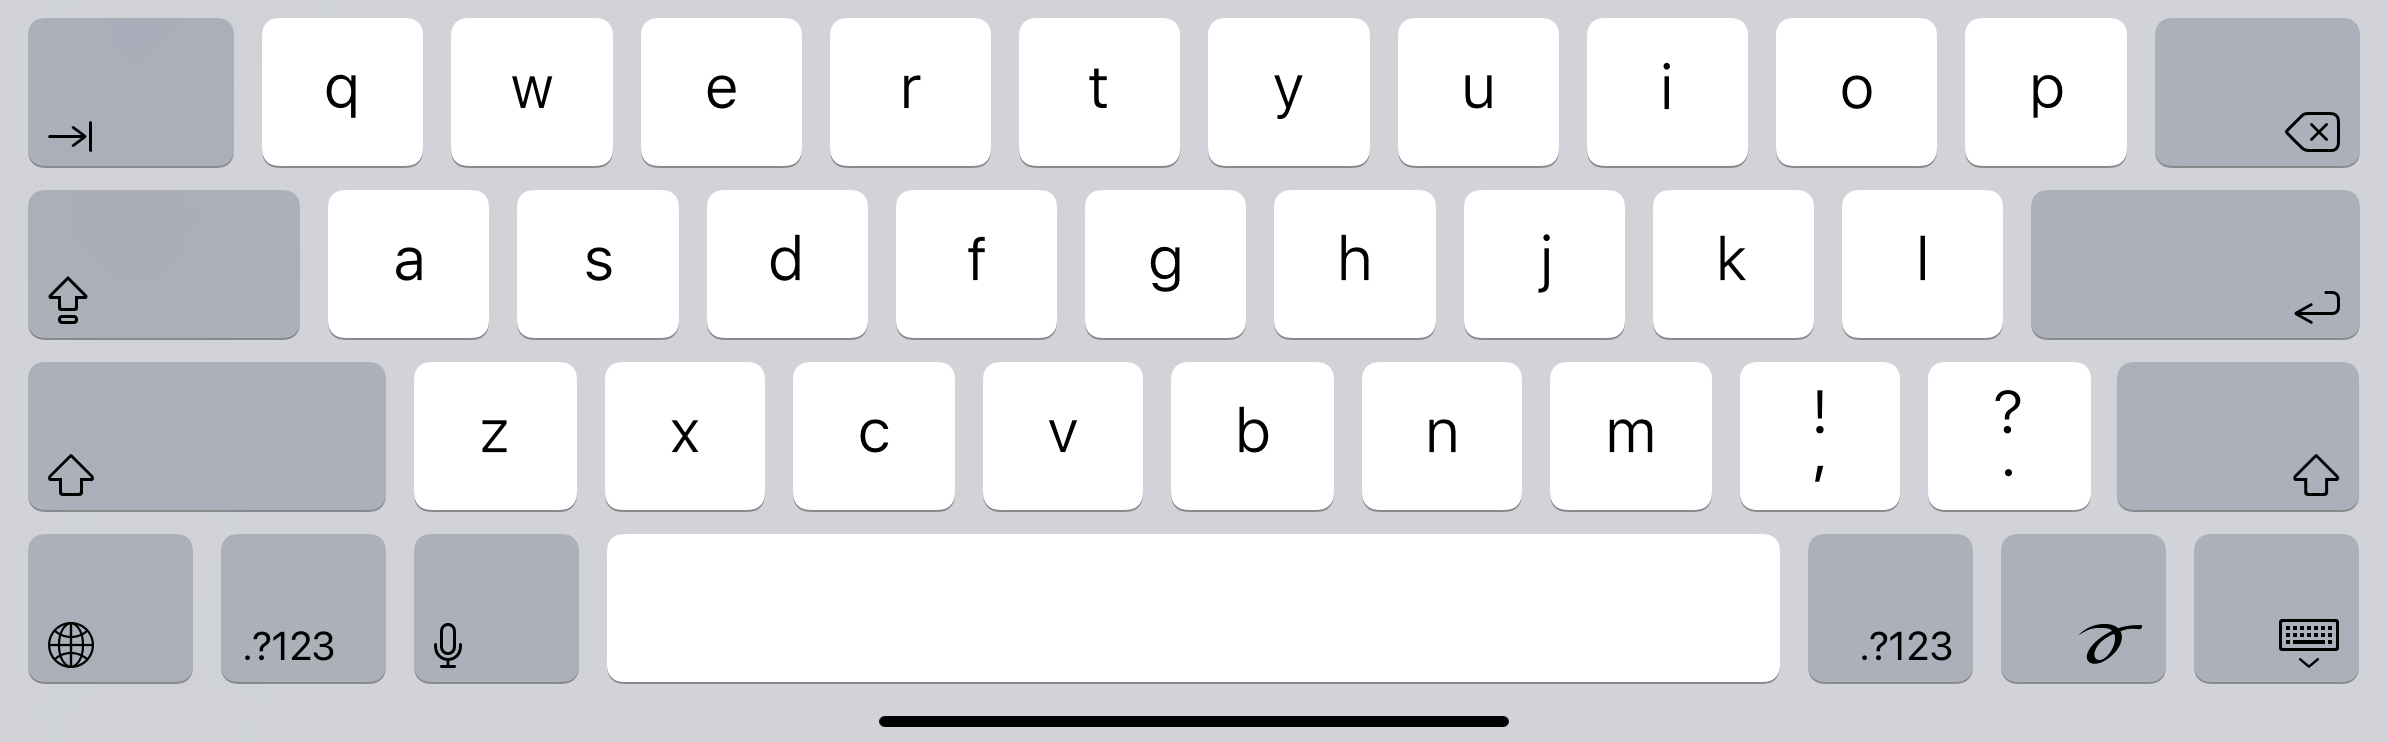 q w e r t y u i o p
a s d f g h j k l
z x c v b n m ! , ? .
.?123 .?123